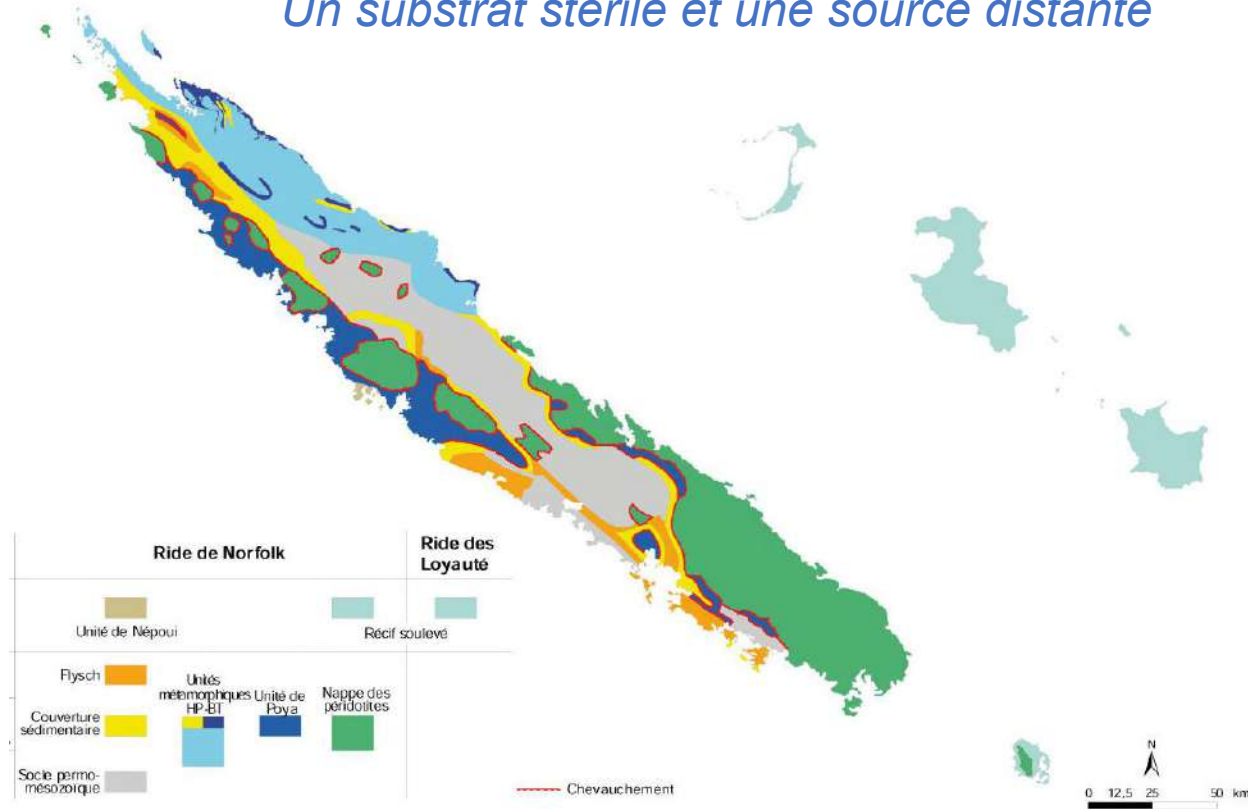 Un substrat stérile et une source distante
Ride de Norfolk
Ride des
Loyauté
Unité de Népoui
Récif soulevé
Flysch
Unités
métamorphiques
HP-BT
Unité de
Poya
Nappe des
péridotites
Couverture
sédimentaire
Socle permo-
mésozoïque
Chevauchement
N
0 12,5 25 50 km